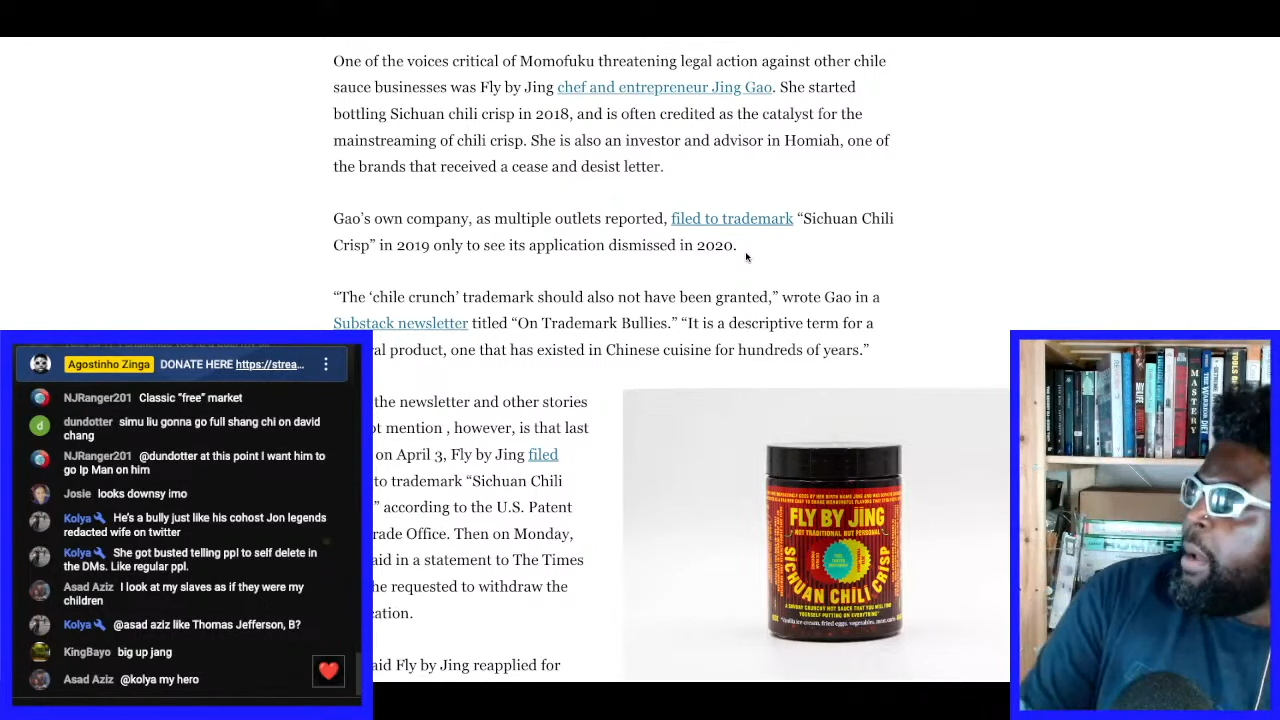 One of the voices critical of Momofuku threatening legal action against other chile
sauce businesses was Fly by Jing chef and entrepreneur Jing Gao. She started
bottling Sichuan chili crisp in 2018, and is often credited as the catalyst for the
mainstreaming of chili crisp. She is also an investor and advisor in Homiah, one of
the brands that received a cease and desist letter.
Gao’s own company, as multiple outlets reported, filed to trademark “Sichuan Chili
Crisp” in 2019 only to see its application dismissed in 2020.
“The ‘chile crunch’ trademark should also not have been granted,” wrote Gao in a
Substack newsletter titled “On Trademark Bullies.” “It is a descriptive term for a
al product, one that has existed in Chinese cuisine for hundreds of years.”
the newsletter and other stories
ot mention , however, is that last
on April 3, Fly by Jing filed
to trademark “Sichuan Chili
” according to the U.S. Patent
rade Office. Then on Monday,
aid in a statement to The Times
he requested to withdraw the
cation.
aid Fly by Jing reapplied for
FLY BY JING
NOT TRADITIONAL, BUT PERSONAL
SICHUAN CHILI CRISP
Agostinho Zinga DONATE HERE https://strea...
NJRanger201 Classic “free” market
dundotter simu liu gonna go full shang chi on david
chang
NJRanger201 @dundotter at this point I want him to
go Ip Man on him
Josie looks downsy imo
Kolya He's a bully just like his cohost Jon legends
redacted wife on twitter
Kolya She got busted telling ppl to self delete in
the DMs. Like regular ppl.
Asad Aziz I look at my slaves as if they were my
children
Kolya @asad aziz like Thomas Jefferson, B?
KingBayo big up jang
Asad Aziz @kolya my hero
MASTERY
THE WARRIOR DIET